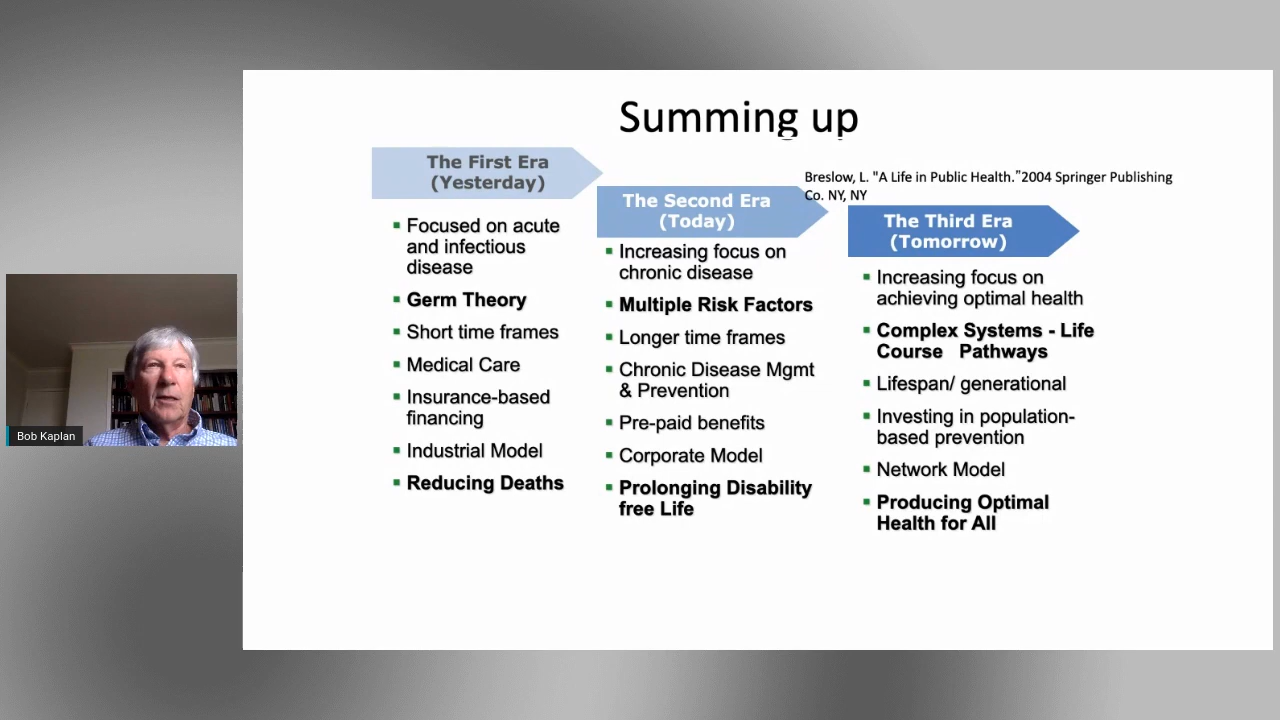 Summing up
The First Era
(Yesterday)
Focused on acute
and infectious
disease
Germ Theory
Short time frames
Medical Care
Insurance-based
financing
Industrial Model
Reducing Deaths
The Second Era
(Today)
Increasing focus on
chronic disease
Multiple Risk Factors
Longer time frames
Chronic Disease Mgmt
& Prevention
Pre-paid benefits
Corporate Model
Prolonging Disability
free Life
Breslow, L. "A Life in Public Health.”2004 Springer Publishing
Co. NY, NY
The Third Era
(Tomorrow)
Increasing focus on
achieving optimal health
Complex Systems - Life
Course Pathways
Lifespan/ generational
Investing in population-
based prevention
Network Model
Producing Optimal
Health for All
Bob Kaplan